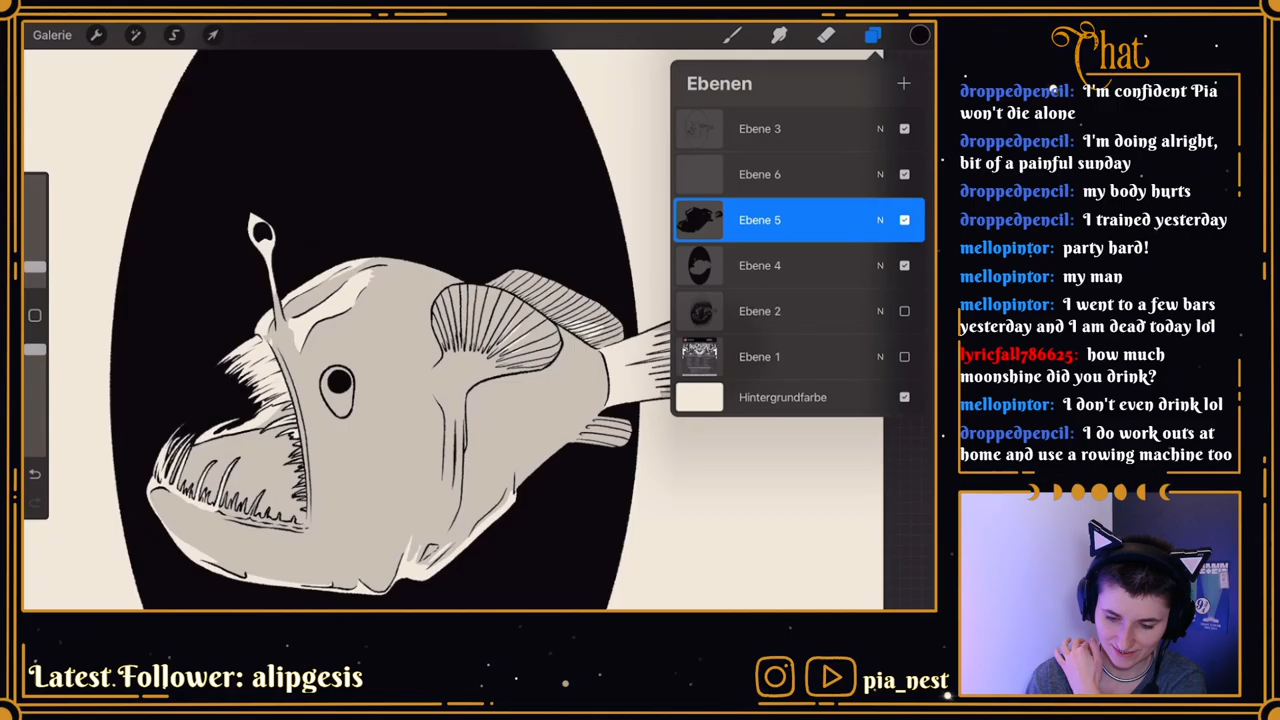 Galerie
Ebenen
Ebene 3
N
Ebene 6
N
Ebene 5
N
Ebene 4
N
Ebene 2
N
Ebene 1
N
Hintergrundfarbe
Chat
droppedpencil: I'm confident Pia
won't die alone
droppedpencil: I'm doing alright,
bit of a painful sunday
droppedpencil: my body hurts
droppedpencil: I trained yesterday
mellopintor: party hard!
mellopintor: my man
mellopintor: I went to a few bars
yesterday and I am dead today lol
lyricfall786625: how much
moonshine did you drink?
mellopintor: I don't even drink lol
droppedpencil: I do work outs at
home and use a rowing machine too
Latest Follower: alipgesis
pia_nest